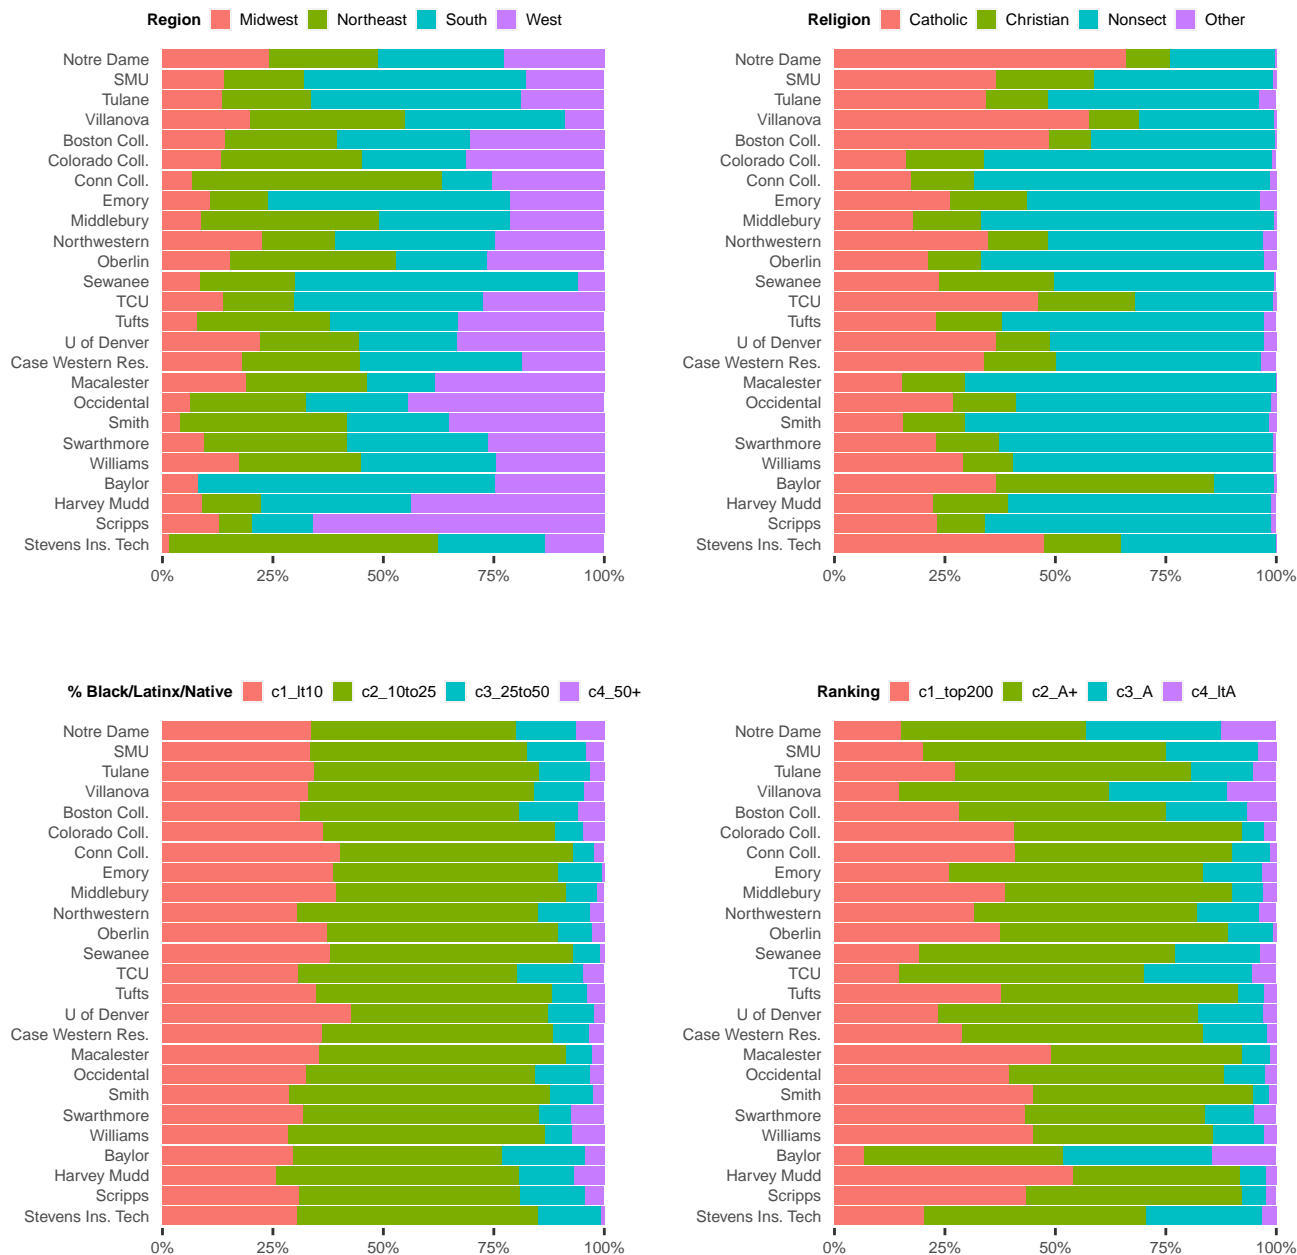 Region Midwest Northeast South West
Notre Dame
SMU
Tulane
Villanova
Boston Coll.
Colorado Coll.
Conn Coll.
Emory
Middlebury
Northwestern
Oberlin
Sewanee
TCU
Tufts
U of Denver
Case Western Res.
Macalester
Occidental
Smith
Swarthmore
Williams
Baylor
Harvey Mudd
Scripps
Stevens Ins. Tech
0% 25% 50% 75% 100%
Religion Catholic Christian Nonsect Other
Notre Dame
SMU
Tulane
Villanova
Boston Coll.
Colorado Coll.
Conn Coll.
Emory
Middlebury
Northwestern
Oberlin
Sewanee
TCU
Tufts
U of Denver
Case Western Res.
Macalester
Occidental
Smith
Swarthmore
Williams
Baylor
Harvey Mudd
Scripps
Stevens Ins. Tech
0% 25% 50% 75% 100%
% Black/Latinx/Native c1_lt10 c2_10to25 c3_25to50 c4_50+
Notre Dame
SMU
Tulane
Villanova
Boston Coll.
Colorado Coll.
Conn Coll.
Emory
Middlebury
Northwestern
Oberlin
Sewanee
TCU
Tufts
U of Denver
Case Western Res.
Macalester
Occidental
Smith
Swarthmore
Williams
Baylor
Harvey Mudd
Scripps
Stevens Ins. Tech
0% 25% 50% 75% 100%
Ranking c1_top200 c2_A+ c3_A c4_ltA
Notre Dame
SMU
Tulane
Villanova
Boston Coll.
Colorado Coll.
Conn Coll.
Emory
Middlebury
Northwestern
Oberlin
Sewanee
TCU
Tufts
U of Denver
Case Western Res.
Macalester
Occidental
Smith
Swarthmore
Williams
Baylor
Harvey Mudd
Scripps
Stevens Ins. Tech
0% 25% 50% 75% 100%